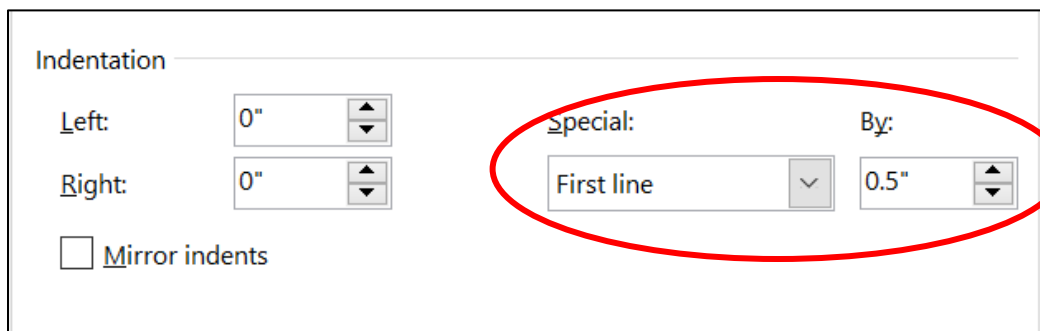 Indentation
Left: 0" Special: By:
Right: 0" First line 0.5"
Mirror indents